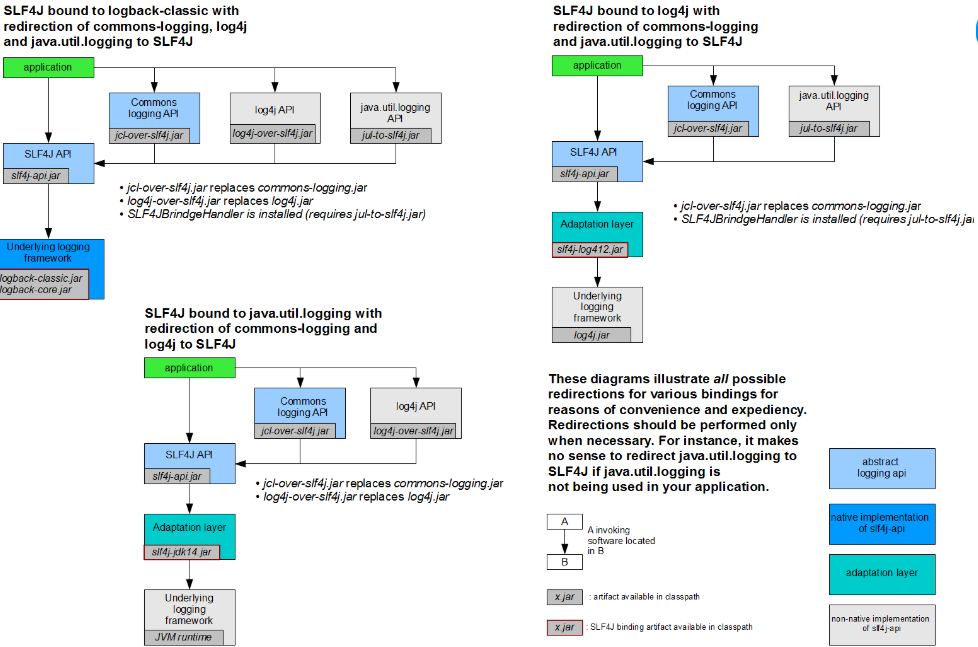 SLF4J bound to logback-classic with
redirection of commons-logging, log4j
and java.util.logging to SLF4J
application
Commons
logging API
jcl-over-slf4j.jar
log4j API
log4j-over-slf4j.jar
java.util.logging
API
jul-to-slf4j.jar
SLF4J API
slf4j-api.jar
• jcl-over-slf4j.jar replaces commons-logging.jar
• log4j-over-slf4j.jar replaces log4j.jar
• SLF4JBrindgeHandler is installed (requires jul-to-slf4j.jar)
Underlying logging
framework
logback-classic.jar
logback-core.jar
SLF4J bound to log4j with
redirection of commons-logging
and java.util.logging to SLF4J
application
Commons
logging API
jcl-over-slf4j.jar
java.util.logging
API
jul-to-slf4j.jar
SLF4J API
slf4j-api.jar
• jcl-over-slf4j.jar replaces commons-logging.jar
• SLF4JBrindgeHandler is installed (requires jul-to-slf4j.jar
Adaptation layer
slf4j-log412.jar
Underlying
logging
framework
log4j.jar
SLF4J bound to java.util.logging with
redirection of commons-logging and
log4j to SLF4J
application
Commons
logging API
jcl-over-slf4j.jar
log4j API
log4j-over-slf4j.jar
SLF4J API
slf4j-api.jar
• jcl-over-slf4j.jar replaces commons-logging.jar
• log4j-over-slf4j.jar replaces log4j.jar
Adaptation layer
slf4j-jdk14.jar
Underlying
logging
framework
JVM runtime
These diagrams illustrate all possible
redirections for various bindings for
reasons of convenience and expediency.
Redirections should be performed only
when necessary. For instance, it makes
no sense to redirect java.util.logging to
SLF4J if java.util.logging is
not being used in your application.
A
A invoking
software located
in B
B
x.jar : artifact available in classpath
x.jar : SLF4J binding artifact available in classpath
abstract
logging api
native implementation
of slf4j-api
adaptation layer
non-native implementation
of slf4j-api